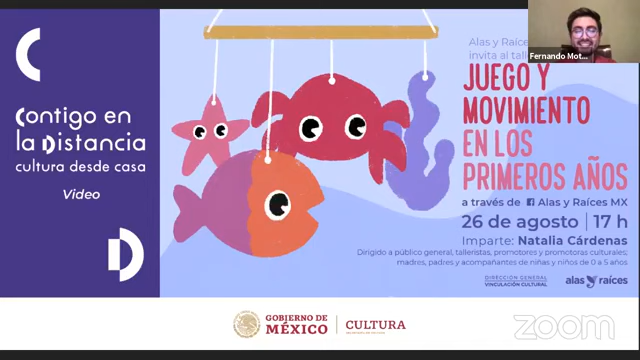 Contigo en
la Distancia
cultura desde casa
Video
Alas y Raíces
invita al tall
Fernando Mot...
JUEGO Y
MOVIMIENTO
EN LOS
PRIMEROS AÑOS
a través de Alas y Raíces MX
26 de agosto | 17 h
Imparte: Natalia Cárdenas
Dirigido a público general, talleristas, promotores y promotoras culturales,
madres, padres y acompañantes de niñas y niños de 0 a 5 años
DIRECCIÓN GENERAL
VINCULACIÓN CULTURAL
alas y raíces
GOBIERNO DE
MÉXICO
CULTURA
zoom